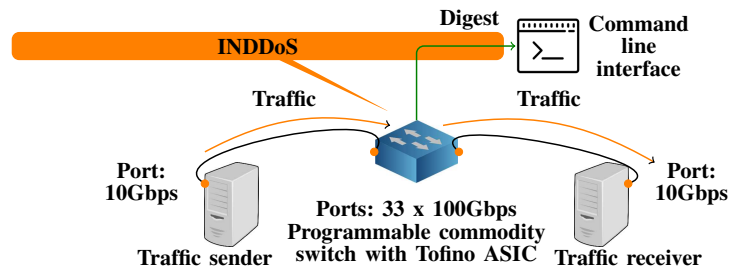 Digest
INDDoS
Command
line
interface
Traffic
Traffic
Port:
10Gbps
Port:
10Gbps
Ports: 33 x 100Gbps
Programmable commodity
switch with Tofino ASIC
Traffic sender
Traffic receiver